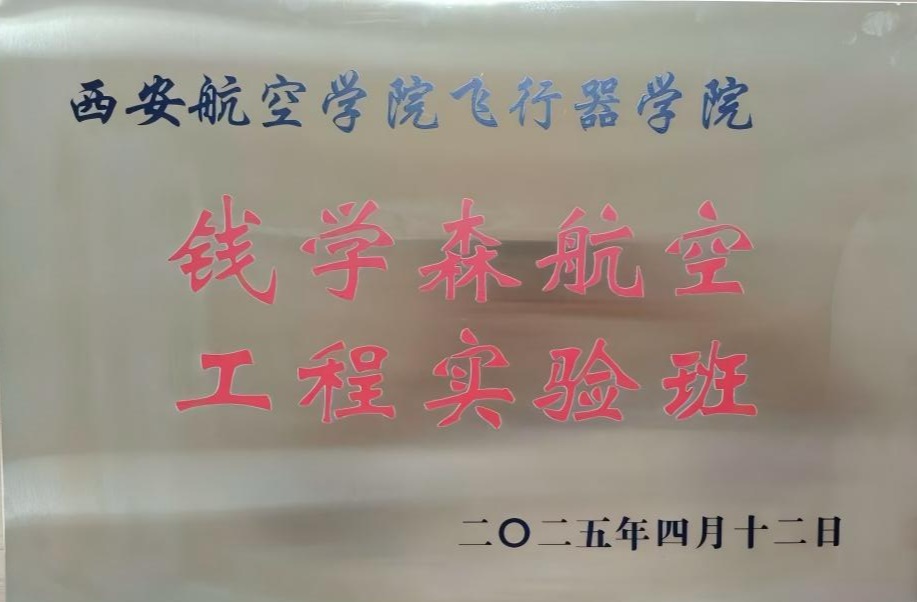 西安航空学院飞行器学院
钱学森航空
工程实验班
二〇二五年四月十二日